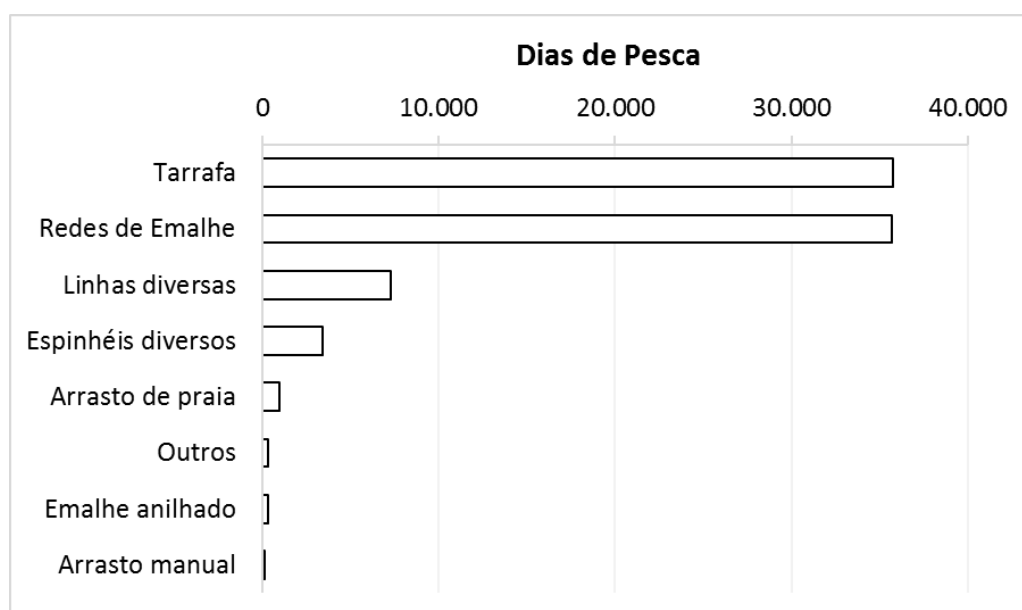 Dias de Pesca
0 10.000 20.000 30.000 40.000
Tarrafa
Redes de Emalhe
Linhas diversas
Espinhéis diversos
Arrasto de praia
Outros
Emalhe anilhado
Arrasto manual